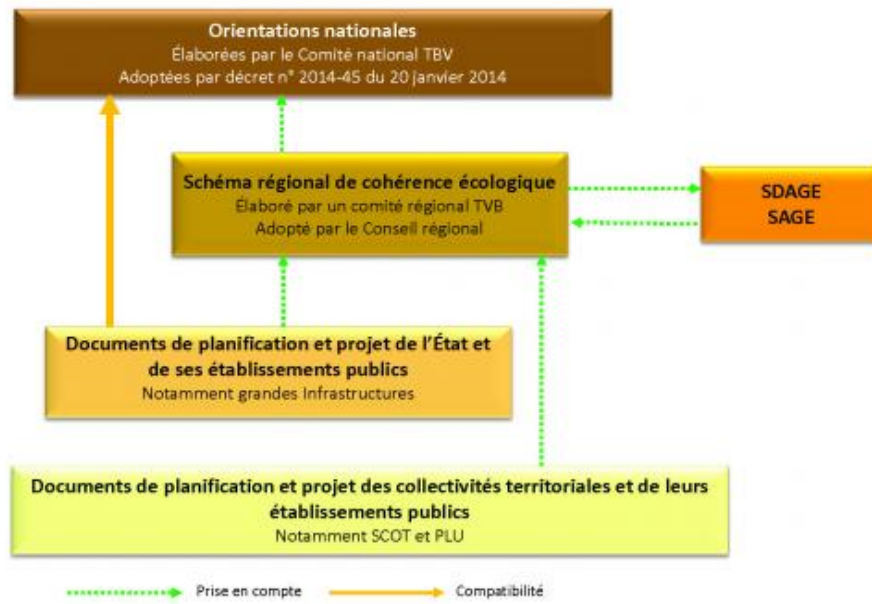 Orientations nationales
Élaborées par le Comité national TBV
Adoptées par décret n° 2014-45 du 20 janvier 2014
Schéma régional de cohérence écologique
Élaboré par un comité régional TVB
Adopté par le Conseil régional
SDAGE
SAGE
Documents de planification et projet de l'État et
de ses établissements publics
Notamment grandes Infrastructures
Documents de planification et projet des collectivités territoriales et de leurs
établissements publics
Notamment SCOT et PLU
Prise en compte
Compatibilité